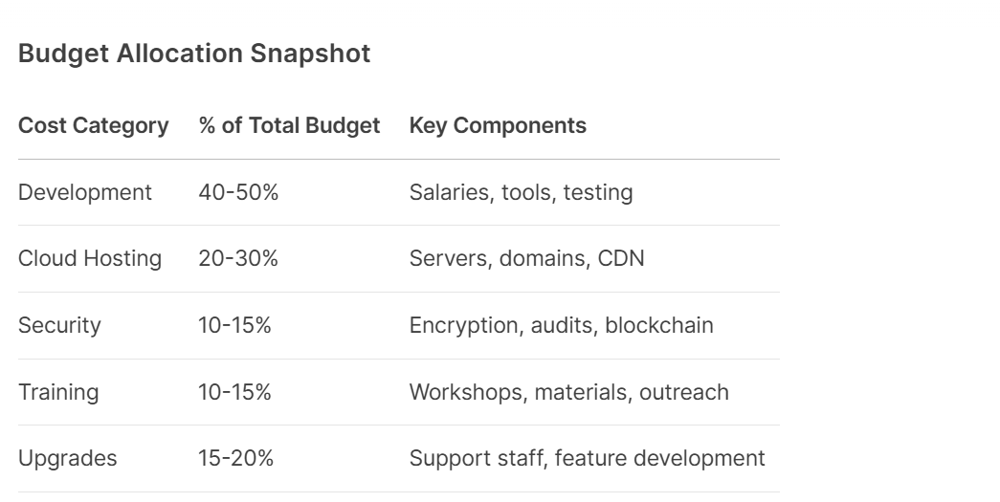 Budget Allocation Snapshot
Cost Category % of Total Budget Key Components
Development 40-50% Salaries, tools, testing
Cloud Hosting 20-30% Servers, domains, CDN
Security 10-15% Encryption, audits, blockchain
Training 10-15% Workshops, materials, outreach
Upgrades 15-20% Support staff, feature development